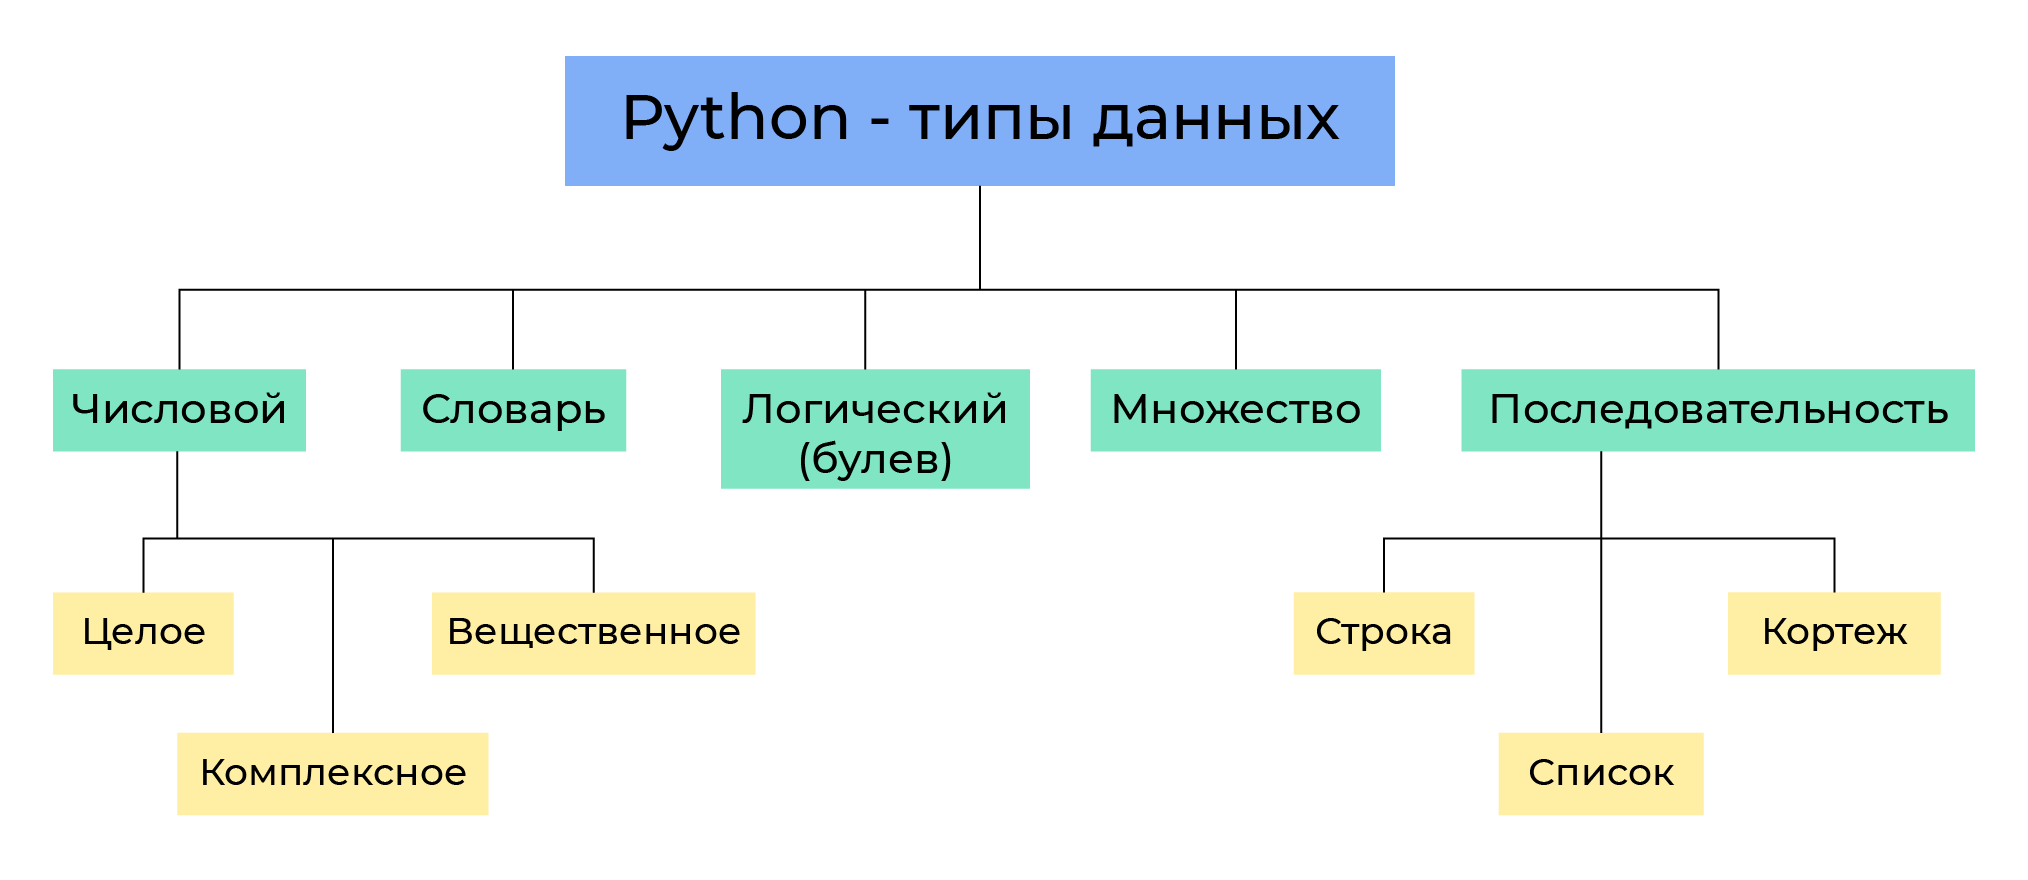 Python - типы данных
Числовой
Словарь
Логический
(булев)
Множество
Последовательность
Целое
Вещественное
Строка
Кортеж
Комплексное
Список